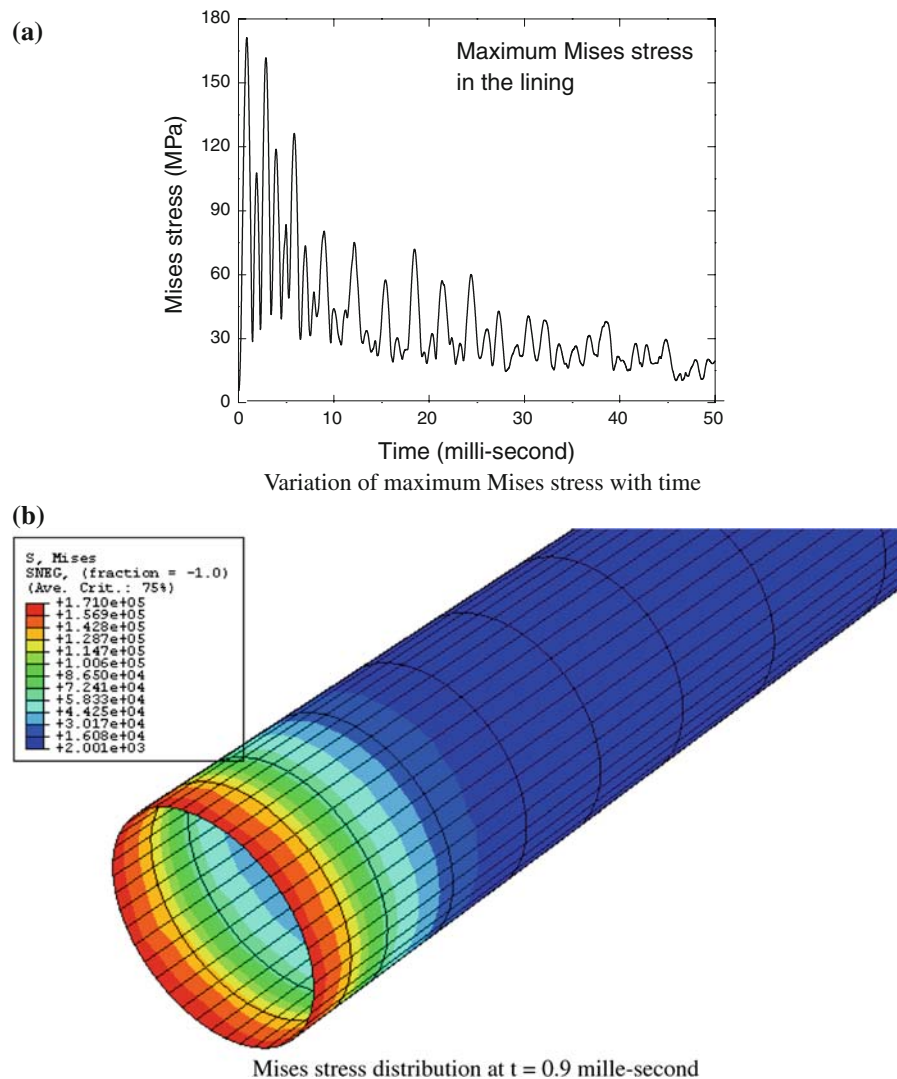 (a)
180
150
120
90
60
30
0
Mises stress (MPa)
Maximum Mises stress
in the lining
0 10 20 30 40 50
Time (milli-second)
Variation of maximum Mises stress with time
(b)
S, Mises
SNEG, (fraction = -1.0)
(Ave. Crit.: 75%)
+1.710e+05
+1.569e+05
+1.428e+05
+1.287e+05
+1.147e+05
+1.006e+05
+8.650e+04
+7.241e+04
+5.833e+04
+4.425e+04
+3.017e+04
+1.608e+04
+2.001e+03
Mises stress distribution at t = 0.9 mille-second